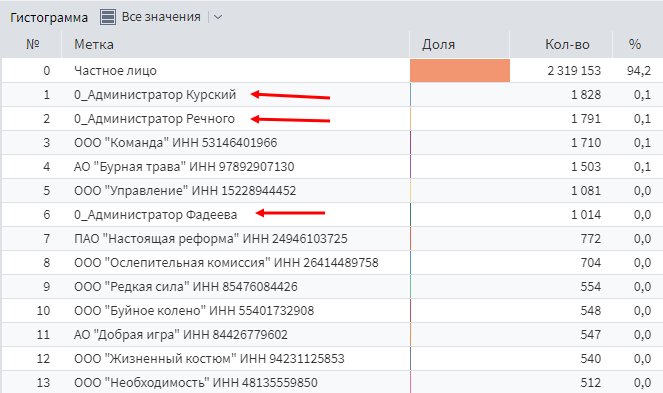 Гистограмма Все значения
№ Метка Доля Кол-во %
0 Частное лицо 2 319 153 94,2
1 0_Администратор Курский 1 828 0,1
2 0_Администратор Речного 1 791 0,1
3 ООО "Команда" ИНН 53146401966 1 710 0,1
4 АО "Бурная трава" ИНН 97892907130 1 503 0,1
5 ООО "Управление" ИНН 15228944452 1 081 0,0
6 0_Администратор Фадеева 1 014 0,0
7 ПАО "Настоящая реформа" ИНН 24946103725 772 0,0
8 ООО "Ослепительная комиссия" ИНН 26414489758 704 0,0
9 ООО "Редкая сила" ИНН 85476084426 554 0,0
10 ООО "Буйное колено" ИНН 55401732908 548 0,0
11 АО "Добрая игра" ИНН 84426779602 547 0,0
12 ООО "Жизненный костюм" ИНН 94231125853 540 0,0
13 ООО "Необходимость" ИНН 48135559850 512 0,0